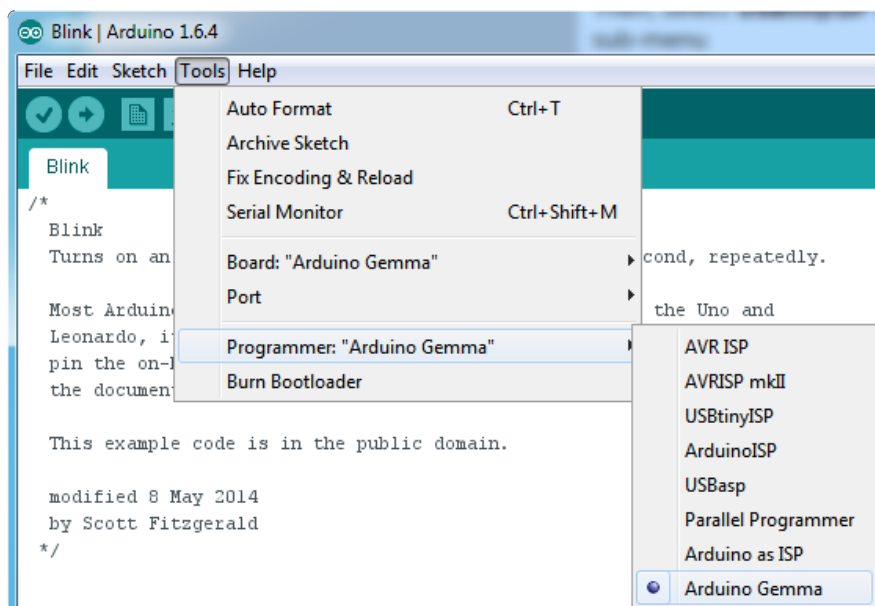 Blink | Arduino 1.6.4
File Edit Sketch Tools Help
Auto Format Ctrl+T
Archive Sketch
Fix Encoding & Reload
Serial Monitor Ctrl+Shift+M
Board: "Arduino Gemma"
Port
Programmer: "Arduino Gemma"
Burn Bootloader
AVR ISP
AVRISP mkII
USBtinyISP
ArduinoISP
USBasp
Parallel Programmer
Arduino as ISP
Arduino Gemma
Blink
/*
Blink
Turns on an cond, repeatedly.
Most Arduin the Uno and
Leonardo, i
pin the on-
the documen
This example code is in the public domain.
modified 8 May 2014
by Scott Fitzgerald
*/